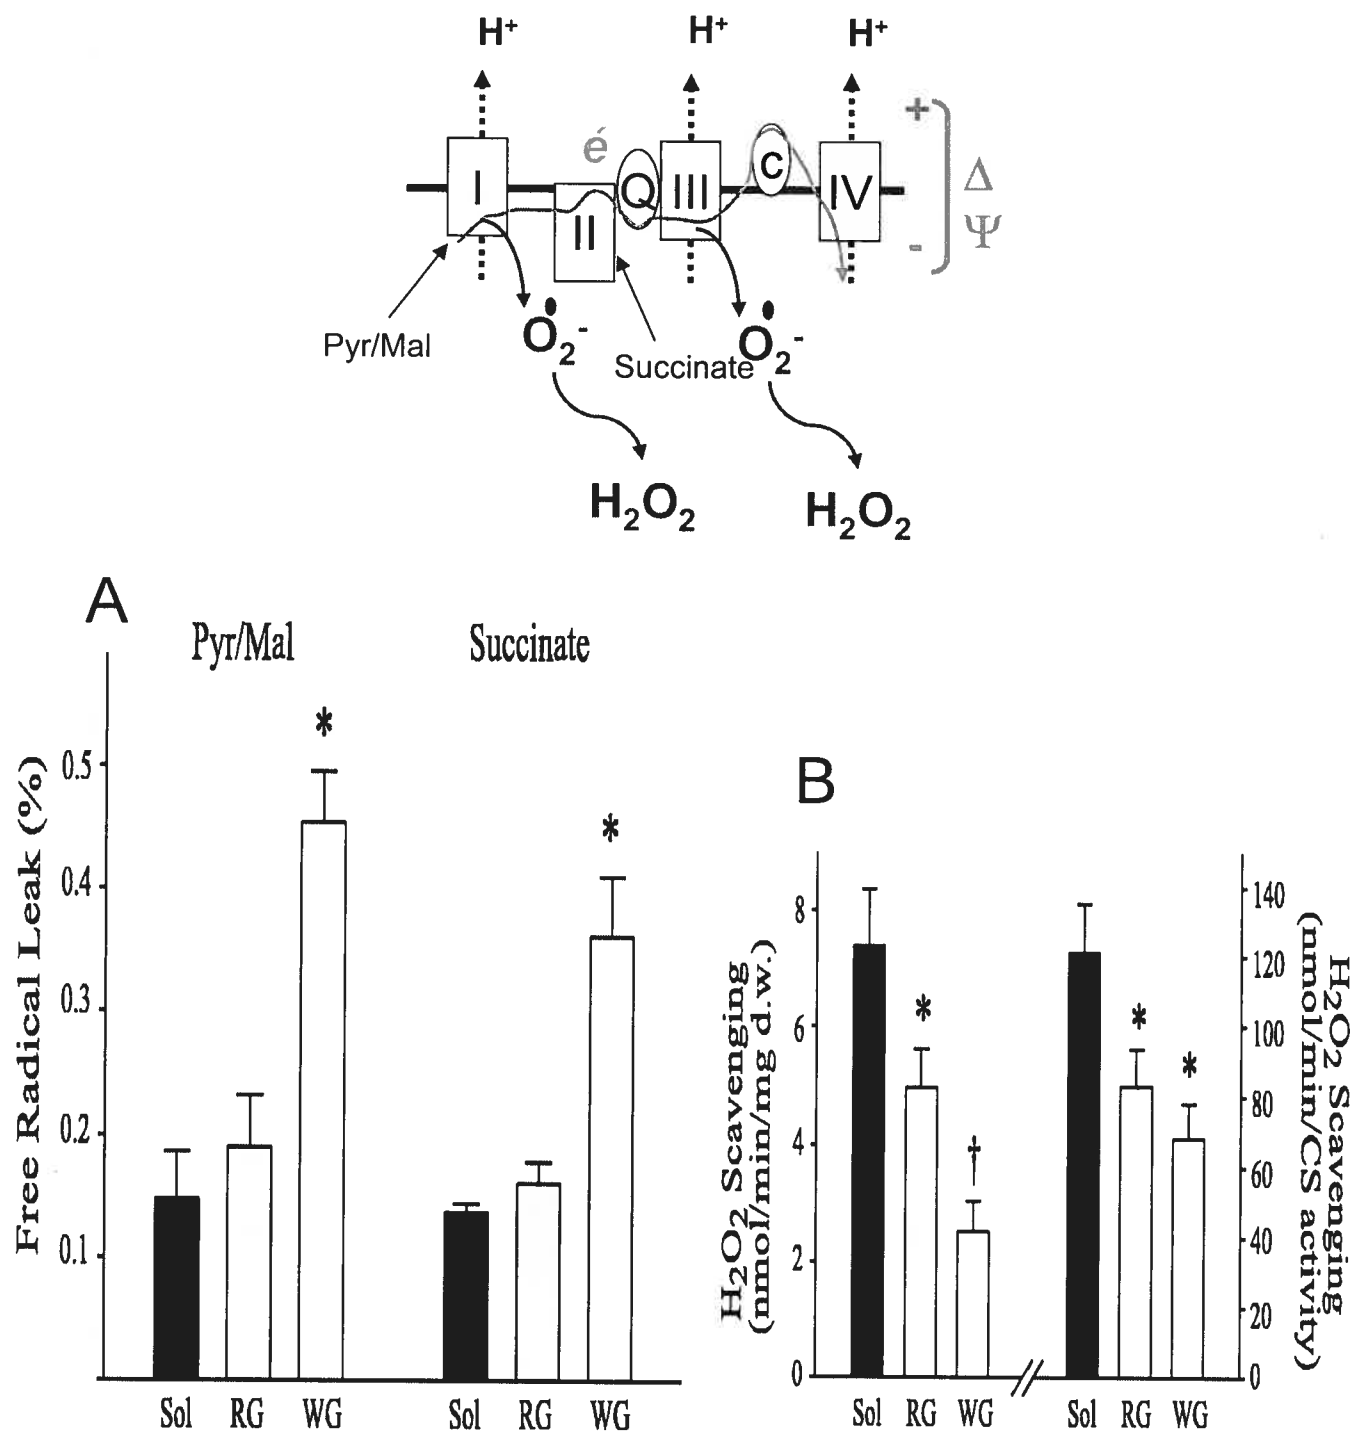 H⁺ H⁺ H⁺
+
é
I II Q III C IV
Δ
Ψ
-
Pyr/Mal
O₂•-
Succinate
O₂•-
H₂O₂
H₂O₂
A
Pyr/Mal Succinate
*
*
Free Radical Leak (%)
0.5
0.4
0.3
0.2
0.1
Sol RG WG Sol RG WG
B
H₂O₂ Scavenging
(nmol/min/mg d.w.)
8
6
4
2
0
*
†
*
*
140
120
100
80
60
40
20
0
H₂O₂ Scavenging
(nmol/min/CS activity)
Sol RG WG Sol RG WG